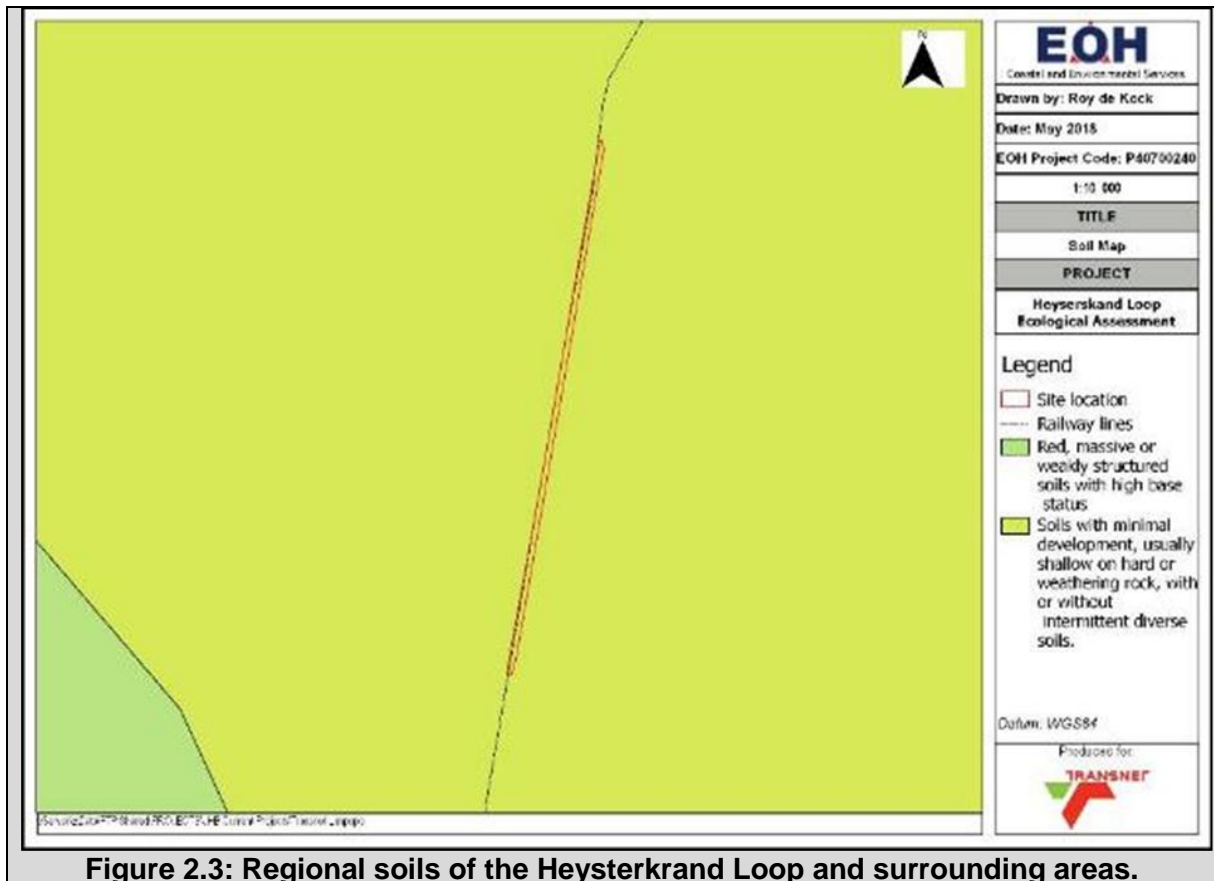 N
EOH
Coastal and Environmental Services
Drawn by: Roy de Kock
Date: May 2018
EOH Project Code: P40700240
1:10 000
TITLE
Soil Map
PROJECT
Heyserskand Loop
Ecological Assessment
Legend
Site location
Railway lines
Red, massive or
weakly structured
soils with high base
status
Soils with minimal
development, usually
shallow on hard or
weathering rock, with
or without
intermittent diverse
soils.
Datum: WGS84
Produced for:
TRANSNET
Figure 2.3: Regional soils of the Heysterkrand Loop and surrounding areas.